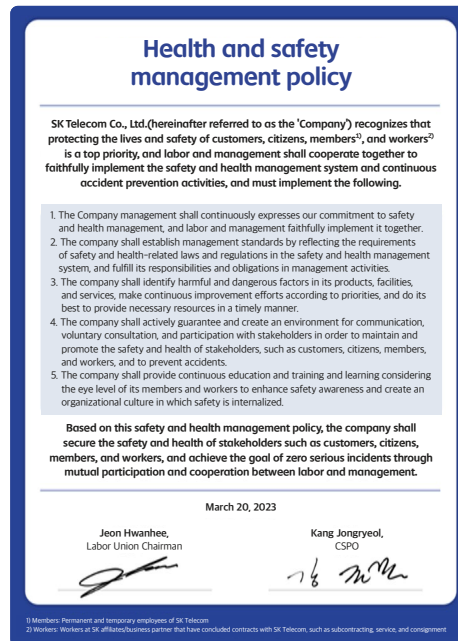 Health and safety
management policy
SK Telecom Co., Ltd.(hereinafter referred to as the 'Company') recognizes that
protecting the lives and safety of customers, citizens, members1), and workers2)
is a top priority, and labor and management shall cooperate together to
faithfully implement the safety and health management system and continuous
accident prevention activities, and must implement the following.
1. The Company management shall continuously expresses our commitment to safety
and health management, and labor and management faithfully implement it together.
2. The company shall establish management standards by reflecting the requirements
of safety and health-related laws and regulations in the safety and health management
system, and fulfill its responsibilities and obligations in management activities.
3. The company shall identify harmful and dangerous factors in its products, facilities,
and services, make continuous improvement efforts according to priorities, and do its
best to provide necessary resources in a timely manner.
4. The company shall actively guarantee and create an environment for communication,
voluntary consultation, and participation with stakeholders in order to maintain and
promote the safety and health of stakeholders, such as customers, citizens, members,
and workers, and to prevent accidents.
5. The company shall provide continuous education and training and learning considering
the eye level of its members and workers to enhance safety awareness and create an
organizational culture in which safety is internalized.
Based on this safety and health management policy, the company shall
secure the safety and health of stakeholders such as customers, citizens,
members, and workers, and achieve the goal of zero serious incidents through
mutual participation and cooperation between labor and management.
March 20, 2023
Jeon Hwanhee,
Labor Union Chairman
Kang Jongryeol,
CSPO
1) Members: Permanent and temporary employees of SK Telecom
2) Workers: Workers at SK affiliates/business partner that have concluded contracts with SK Telecom, such as subcontracting, service, and consignment